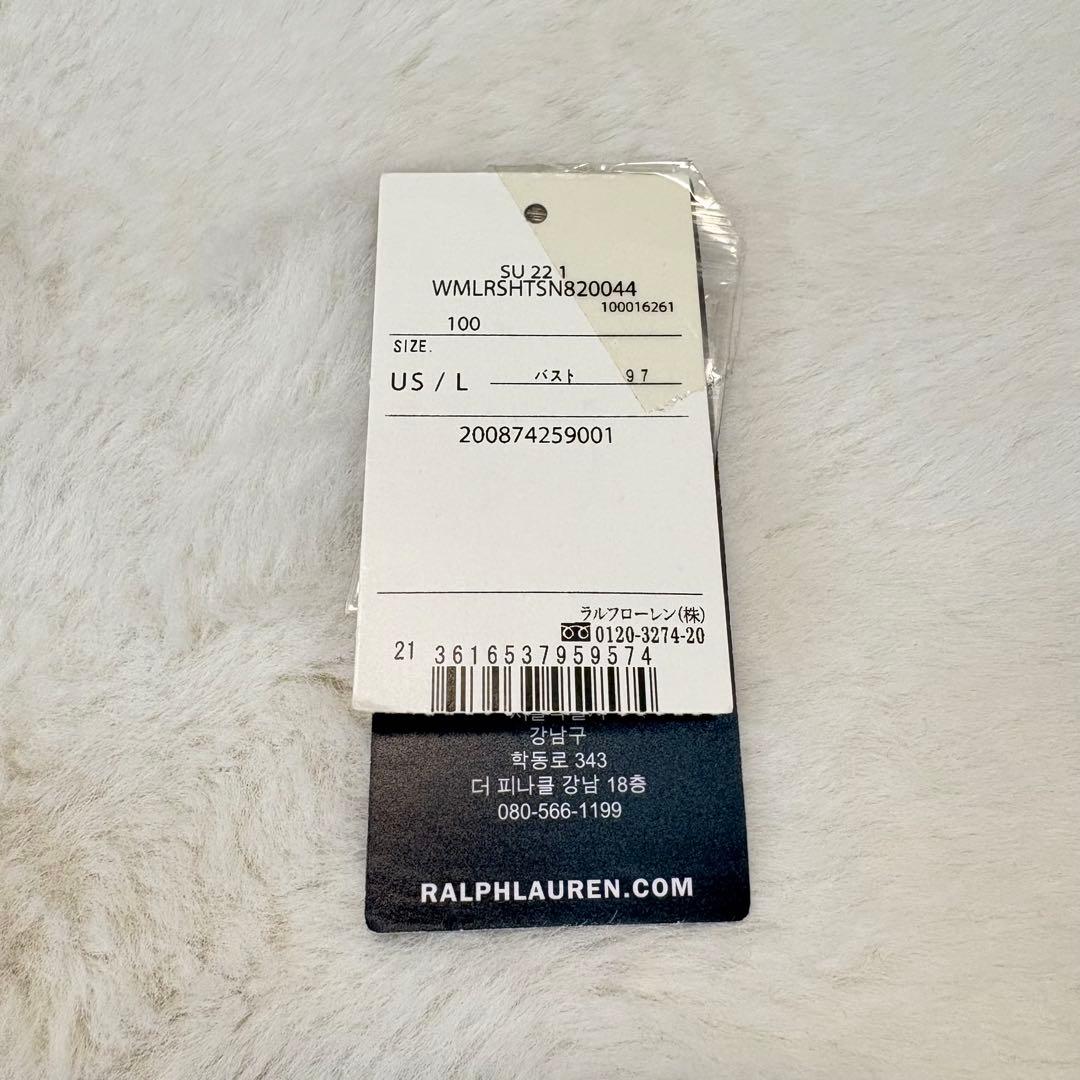 SU 22 1
WMLRSHTSN820044
100016261
100
SIZE.
US / L バスト 97
200874259001
ラルフローレン(株)
0120-3274-20
21 3616537959574
강남구
학동로 343
더 피나클 강남 18층
080-566-1199
RALPHLAUREN.COM